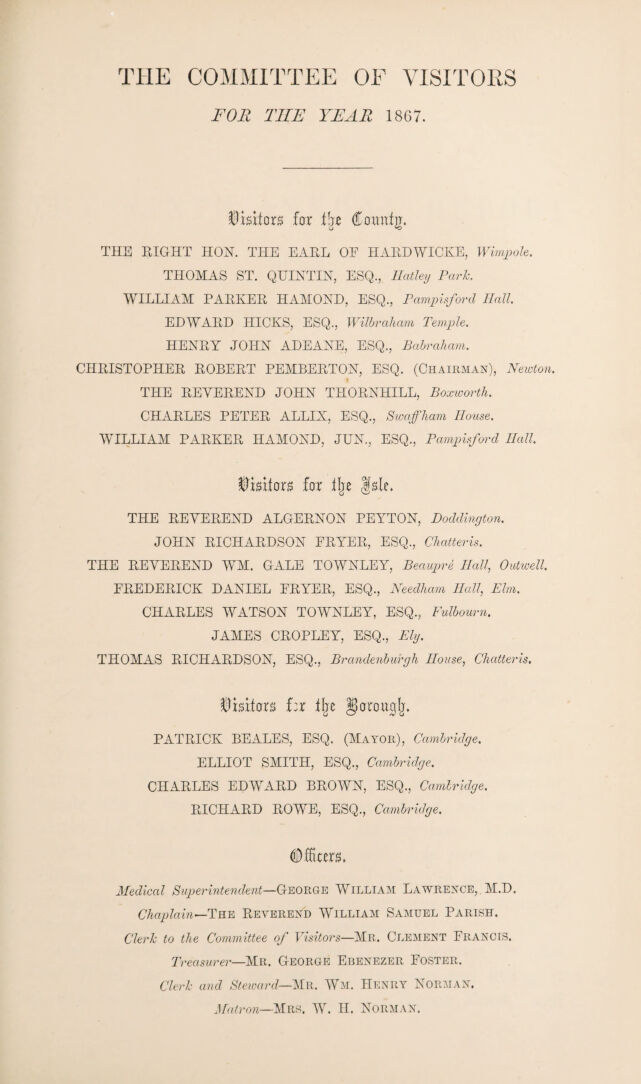 THE COMMITTEE OF VISITORS
FOR THE YEAR 1867.
Visitors for the County.
THE RIGHT HON. THE EARL OF HARDWICKE, Wimpole.
THOMAS ST. QUINTIN, ESQ., Hatley Park.
WILLIAM PARKER HAMOND, ESQ., Pampisford Hall.
EDWARD HICKS, ESQ., Wilbraham Temple.
HENRY JOHN ADEANE, ESQ., Babraham.
CHRISTOPHER ROBERT PEMBERTON, ESQ. (CHAIRMAN), Newton.
THE REVEREND JOHN THORNHILL, Boxworth.
CHARLES PETER ALLIX, ESQ., Swaffham House.
WILLIAM PARKER HAMOND, JUN., ESQ., Pampisford Hall.
Visitors for the Isle.
THE REVEREND ALGERNON PEYTON, Doddington.
JOHN RICHARDSON FRYER, ESQ., Chatteris.
THE REVEREND WM. GALE TOWNLEY, Beaupré Hall, Outwell.
FREDERICK DANIEL FRYER, ESQ., Needham Hall, Elm.
CHARLES WATSON TOWNLEY, ESQ., Fulbourn.
JAMES CROPLEY, ESQ., Ely.
THOMAS RICHARDSON, ESQ., Brandenburgh House, Chatteris.
Visitors for the Borough.
PATRICK BEALES, ESQ. (MAYOR), Cambridge.
ELLIOT SMITH, ESQ., Cambridge.
CHARLES EDWARD BROWN, ESQ., Cambridge.
RICHARD ROWE, ESQ., Cambridge.
Officers.
Medical Superintendent—GEORGE WILLIAM LAWRENCE, M.D.
Chaplain—THE REVEREND WILLIAM SAMUEL PARISH.
Clerk to the Committee of Visitors—MR. CLEMENT FRANCIS.
Treasurer—MR. GEORGE EBENEZER FOSTER.
Clerk and Steward—MR. WM. HENRY NORMAN.
Matron—MRS. W. H. NORMAN.